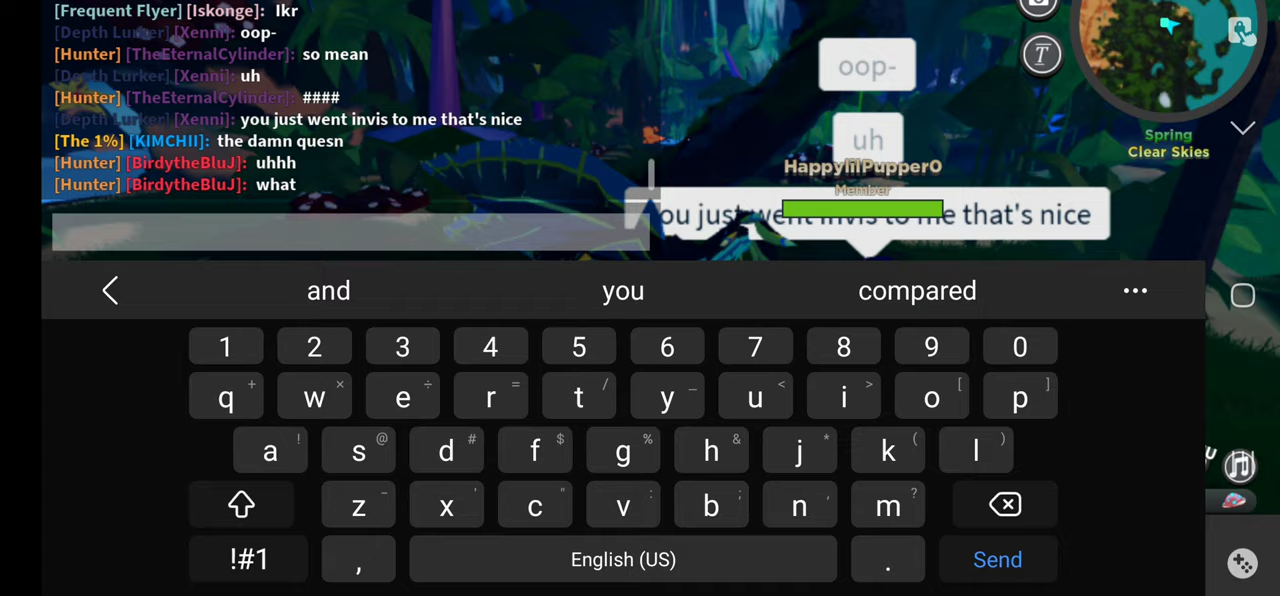 [Frequent Flyer] [Iskonge]: Ikr
[Depth Lurker] [Xenni]: oop-
[Hunter] [TheEternalCylinder]: so mean
[Depth Lurker] [Xenni]: uh
[Hunter] [TheEternalCylinder]: ####
[Depth Lurker] [Xenni]: you just went invis to me that's nice
[The 1%] [KIMCHII]: the damn quesn
[Hunter] [BirdytheBluJ]: uhhh
[Hunter] [BirdytheBluJ]: what
oop-
uh
HappylilPupper0
Member
you just went invis to me that's nice
T
Spring
Clear Skies
and you compared ...
1 2 3 4 5 6 7 8 9 0
q + w × e ÷ r = t / y _ u < i > o [ p ]
a ! s @ d # f $ g % h & j * k ( l )
z - x ' c " v : b ; n , m ?
!#1 , English (US) . Send